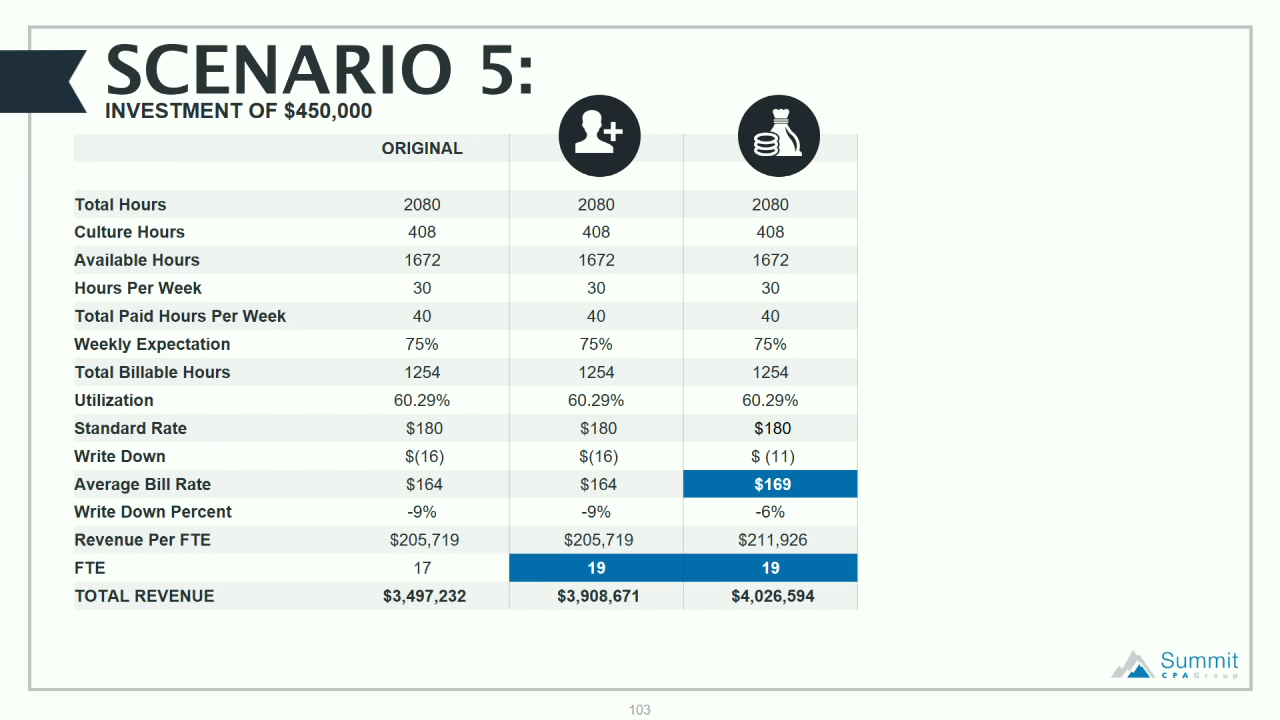 SCENARIO 5:
INVESTMENT OF $450,000
ORIGINAL
Total Hours 2080 2080 2080
Culture Hours 408 408 408
Available Hours 1672 1672 1672
Hours Per Week 30 30 30
Total Paid Hours Per Week 40 40 40
Weekly Expectation 75% 75% 75%
Total Billable Hours 1254 1254 1254
Utilization 60.29% 60.29% 60.29%
Standard Rate $180 $180 $180
Write Down $(16) $(16) $ (11)
Average Bill Rate $164 $164 $169
Write Down Percent -9% -9% -6%
Revenue Per FTE $205,719 $205,719 $211,926
FTE 17 19 19
TOTAL REVENUE $3,497,232 $3,908,671 $4,026,594
Summit
CPA Group
103